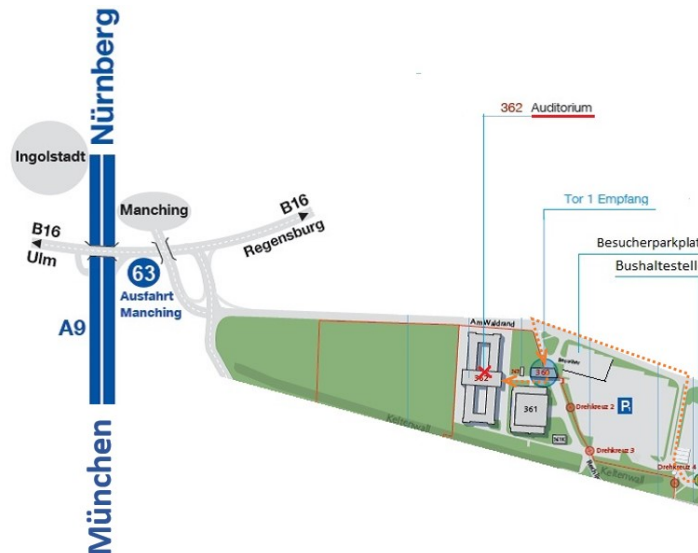 Nürnberg
362 Auditorium
Ingolstadt
Tor 1 Empfang
Manching
B16
Regensburg
B16
Ulm
Besucherparkplat
Bushaltestell
63
Ausfahrt
Manching
A9
Am Waldrand
362
360
361
P
Drehkreuz 2
Keltenwall
Drehkreuz 3
Drehkreuz 4
Keltenwall
München